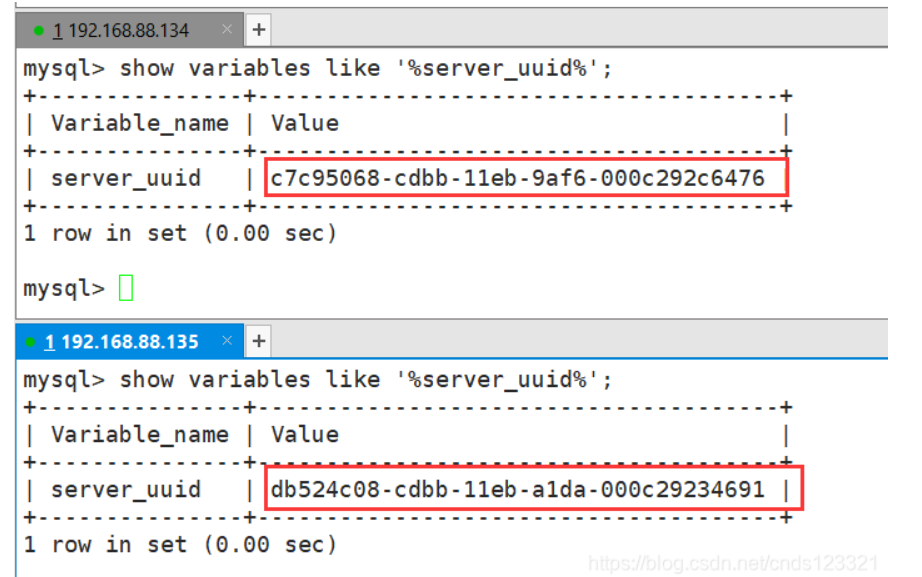 1 192.168.88.134 × +
mysql> show variables like '%server_uuid%';
+---------------+--------------------------------------+
| Variable_name | Value                                |
+---------------+--------------------------------------+
| server_uuid   | c7c95068-cdbb-11eb-9af6-000c292c6476 |
+---------------+--------------------------------------+
1 row in set (0.00 sec)
mysql>
1 192.168.88.135 × +
mysql> show variables like '%server_uuid%';
+---------------+--------------------------------------+
| Variable_name | Value                                |
+---------------+--------------------------------------+
| server_uuid   | db524c08-cdbb-11eb-a1da-000c29234691 |
+---------------+--------------------------------------+
1 row in set (0.00 sec)
https://blog.csdn.net/cnds123321